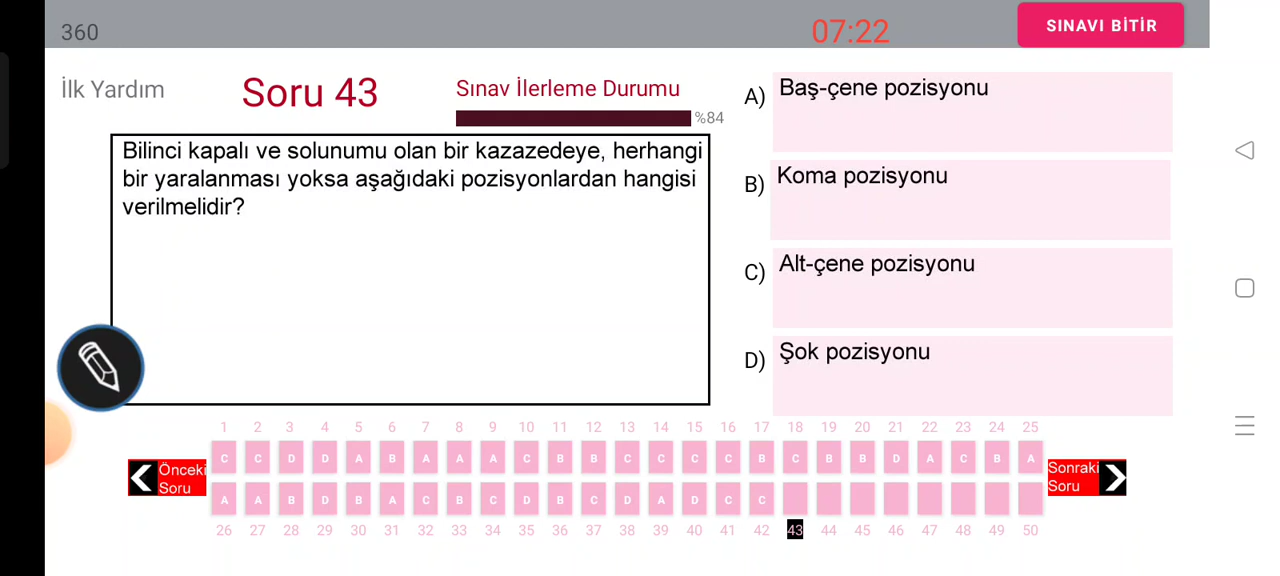 360
07:22
SINAVI BİTİR
İlk Yardım
Soru 43
Sınav İlerleme Durumu
%84
Bilinci kapalı ve solunumu olan bir kazazedeye, herhangi
bir yaralanması yoksa aşağıdaki pozisyonlardan hangisi
verilmelidir?
A) Baş-çene pozisyonu
B) Koma pozisyonu
C) Alt-çene pozisyonu
D) Şok pozisyonu
1 2 3 4 5 6 7 8 9 10 11 12 13 14 15 16 17 18 19 20 21 22 23 24 25
C C D D A B A A A C B B C C C C B C B B D A C B A
Önceki
Soru
Sonraki
Soru
A A B D B A C B C D B C D A D C C
26 27 28 29 30 31 32 33 34 35 36 37 38 39 40 41 42 43 44 45 46 47 48 49 50